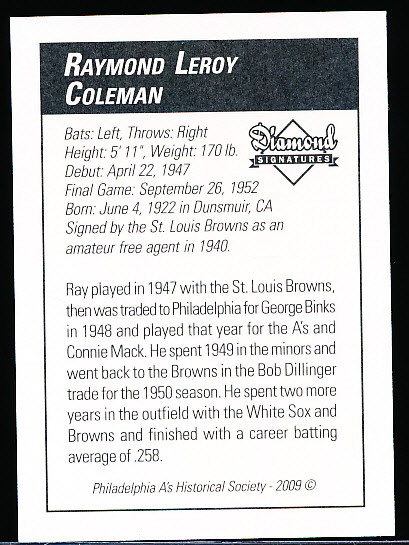 RAYMOND LEROY
COLEMAN
Bats: Left, Throws: Right
Height: 5' 11", Weight: 170 lb.
Debut: April 22, 1947
Final Game: September 26, 1952
Born: June 4, 1922 in Dunsmuir, CA
Signed by the St. Louis Browns as an
amateur free agent in 1940.
Diamond
SIGNATURES
Ray played in 1947 with the St. Louis Browns,
then was traded to Philadelphia for George Binks
in 1948 and played that year for the A's and
Connie Mack. He spent 1949 in the minors and
went back to the Browns in the Bob Dillinger
trade for the 1950 season. He spent two more
years in the outfield with the White Sox and
Browns and finished with a career batting
average of .258.
Philadelphia A's Historical Society - 2009 ©